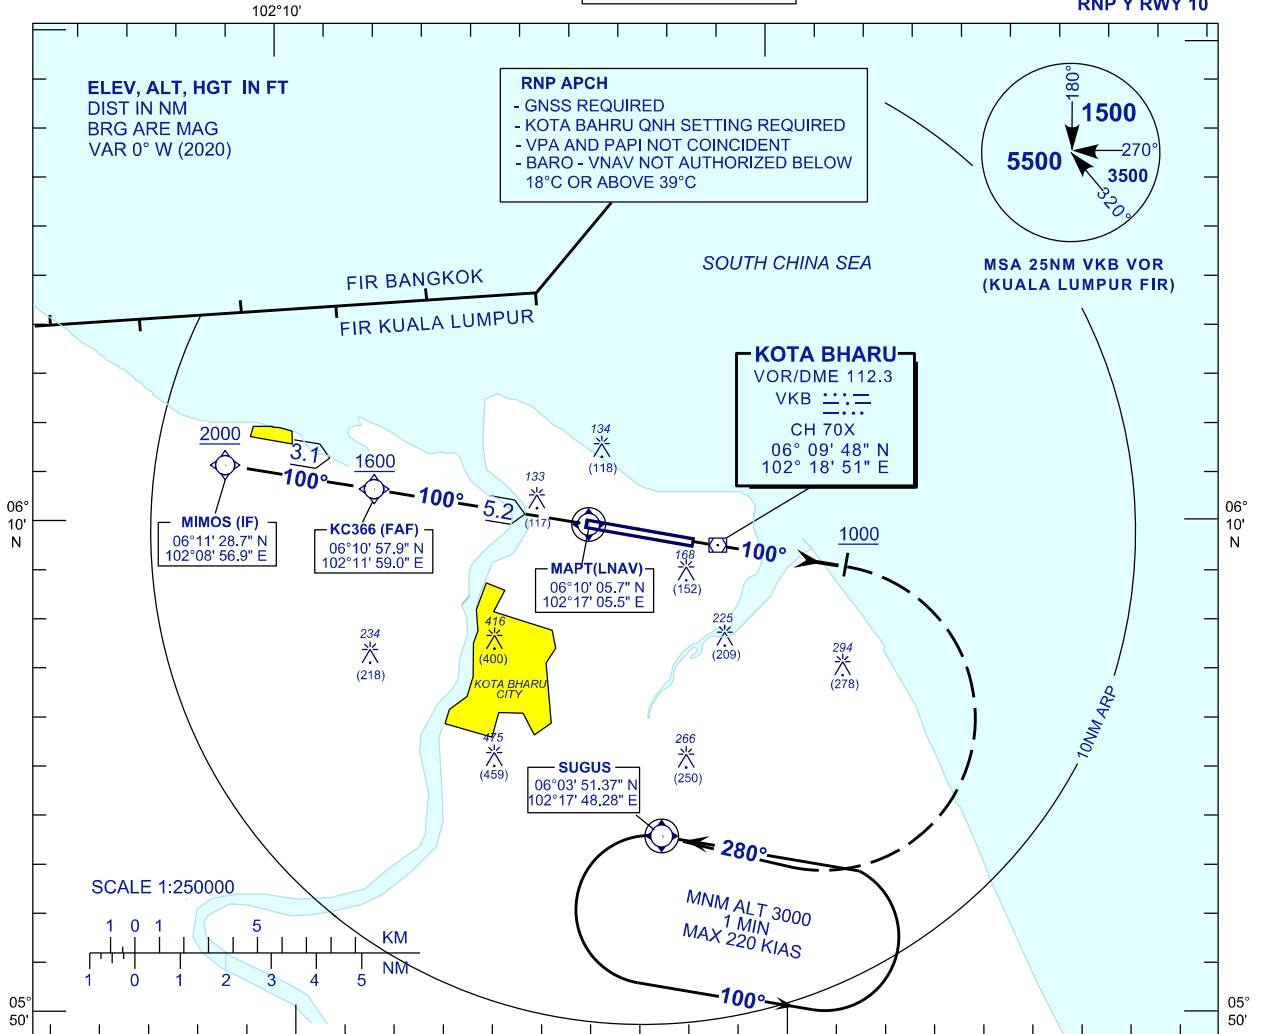 RNP Y RWY 10
102°10'
ELEV, ALT, HGT IN FT
DIST IN NM
BRG ARE MAG
VAR 0° W (2020)
RNP APCH
- GNSS REQUIRED
- KOTA BAHRU QNH SETTING REQUIRED
- VPA AND PAPI NOT COINCIDENT
- BARO - VNAV NOT AUTHORIZED BELOW
18°C OR ABOVE 39°C
180°
1500
270°
5500
3500
320°
MSA 25NM VKB VOR
(KUALA LUMPUR FIR)
SOUTH CHINA SEA
FIR BANGKOK
FIR KUALA LUMPUR
KOTA BHARU
VOR/DME 112.3
VKB
CH 70X
06° 09' 48" N
102° 18' 51" E
2000
3.1
100°
1600
100°
5.2
133
(117)
134
(118)
MIMOS (IF)
06°11' 28.7" N
102°08' 56.9" E
KC366 (FAF)
06°10' 57.9" N
102°11' 59.0" E
MAPT(LNAV)
06°10' 05.7" N
102°17' 05.5" E
168
(152)
100°
1000
06°
10'
N
06°
10'
N
234
(218)
416
(400)
KOTA BHARU
CITY
225
(209)
294
(278)
475
(459)
266
(250)
10NM ARP
SUGUS
06°03' 51.37" N
102°17' 48.28" E
280°
MNM ALT 3000
1 MIN
MAX 220 KIAS
100°
SCALE 1:250000
1 0 1 5 KM
1 0 1 2 3 4 5 NM
05°
50'
05°
50'